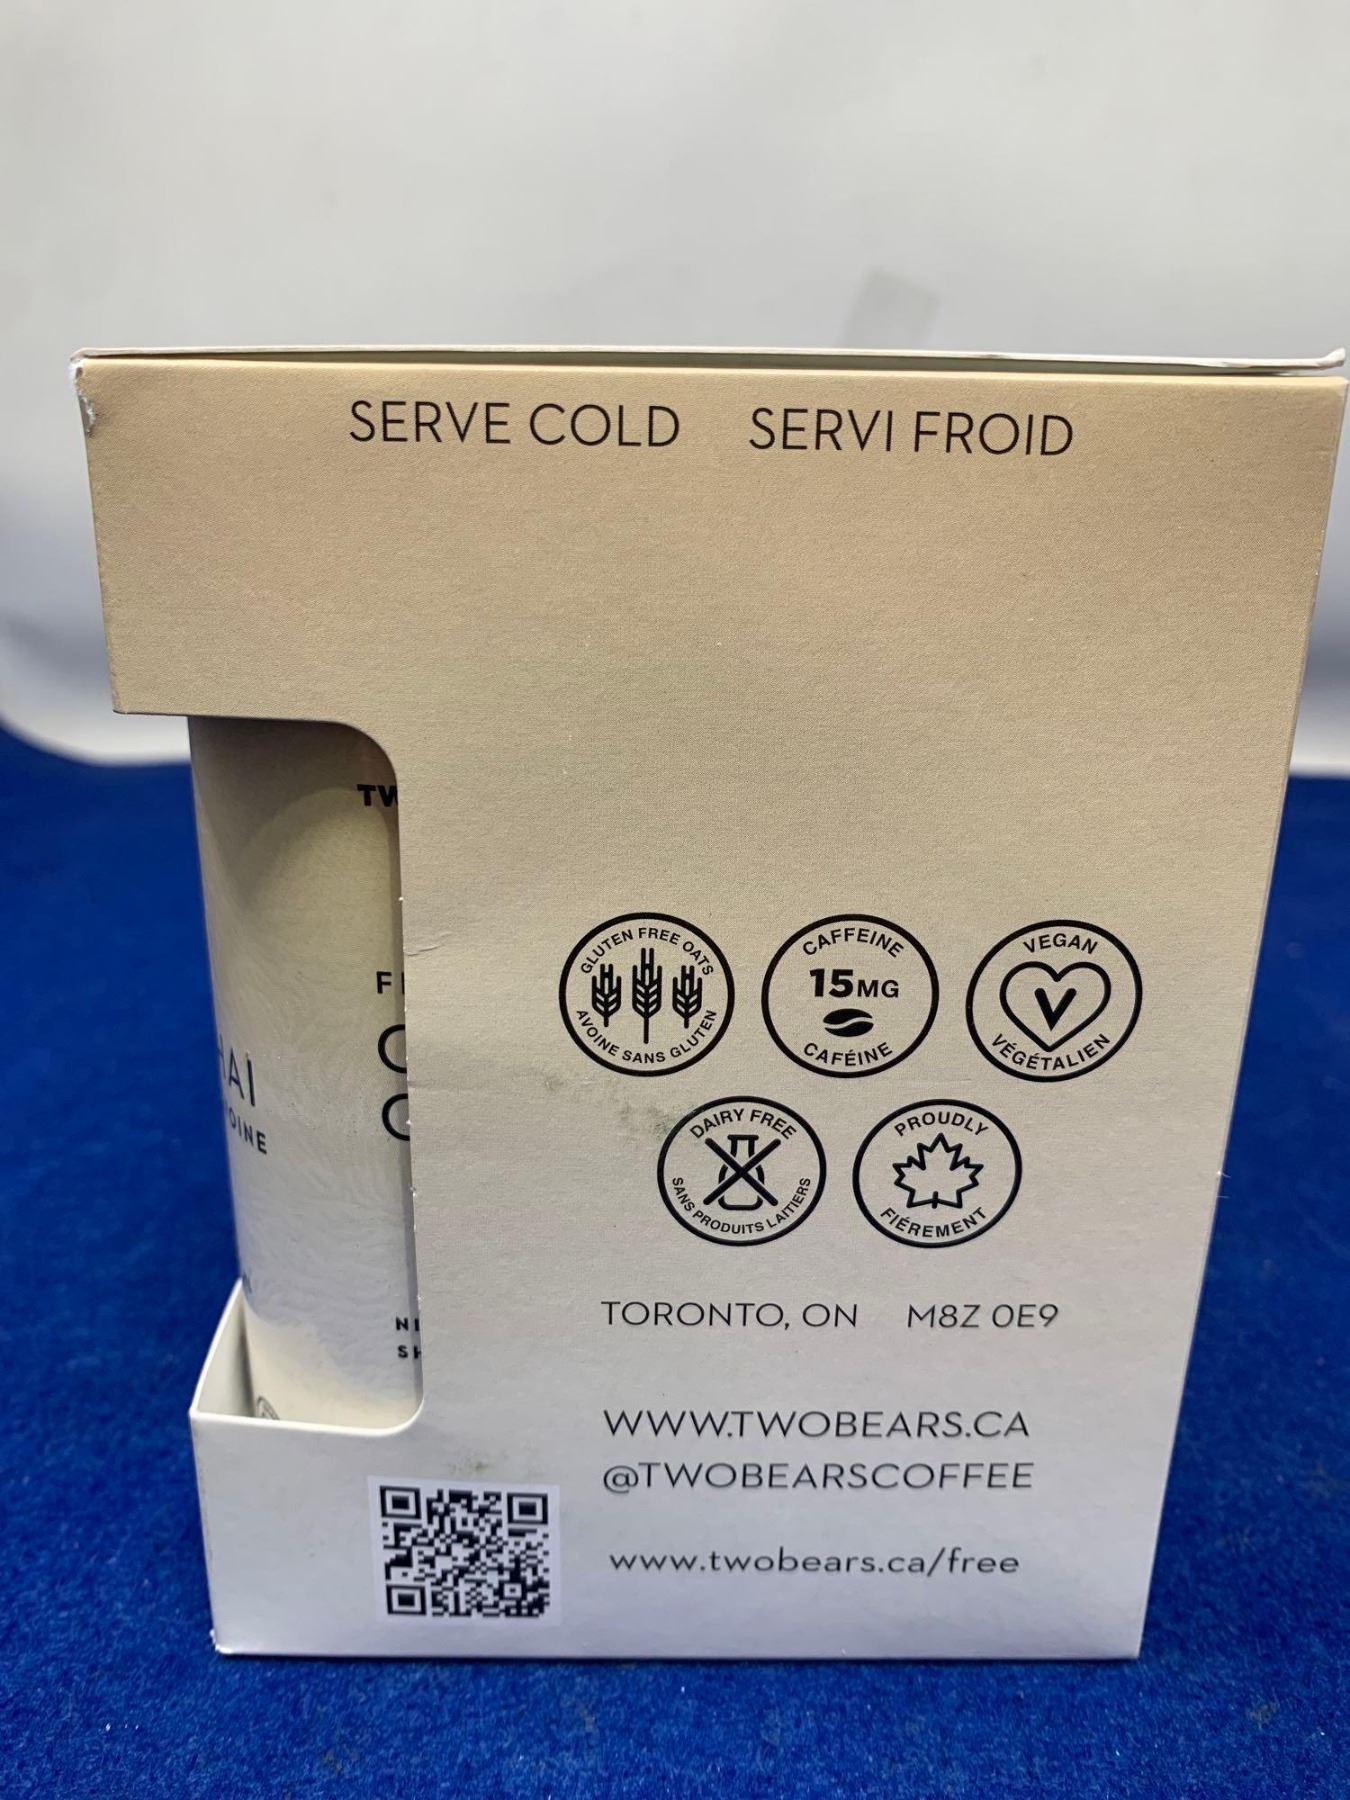 SERVE COLD SERVI FROID
GLUTEN FREE OATS
AVOINE SANS GLUTEN
CAFFEINE
15MG
CAFÉINE
VEGAN
V
VÉGÉTALIEN
DAIRY FREE
SANS PRODUITS LAITIERS
PROUDLY
FIÈREMENT
TORONTO, ON M8Z 0E9
WWW.TWOBEARS.CA
@TWOBEARSCOFFEE
www.twobears.ca/free